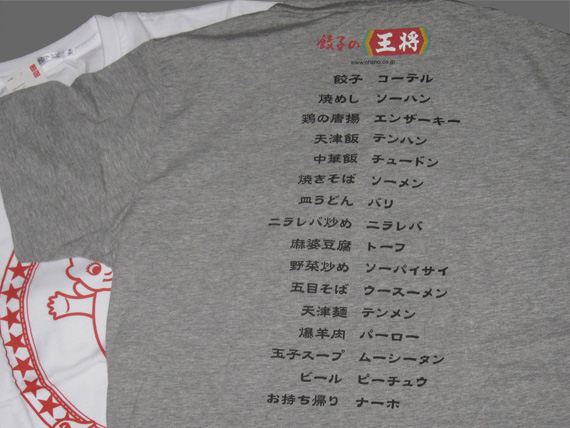 餃子の王将
www.ohsho.co.jp
餃子 コーテル
焼めし ソーハン
鶏の唐揚 エンザーキー
天津飯 テンハン
中華飯 チュードン
焼きそば ソーメン
皿うどん バリ
ニラレバ炒め ニラレバ
麻婆豆腐 トーフ
野菜炒め ソーパイサイ
五目そば ウースーメン
天津麺 テンメン
爆羊肉 パーロー
玉子スープ ムーシータン
ビール ピーチュウ
お持ち帰り ナーホ